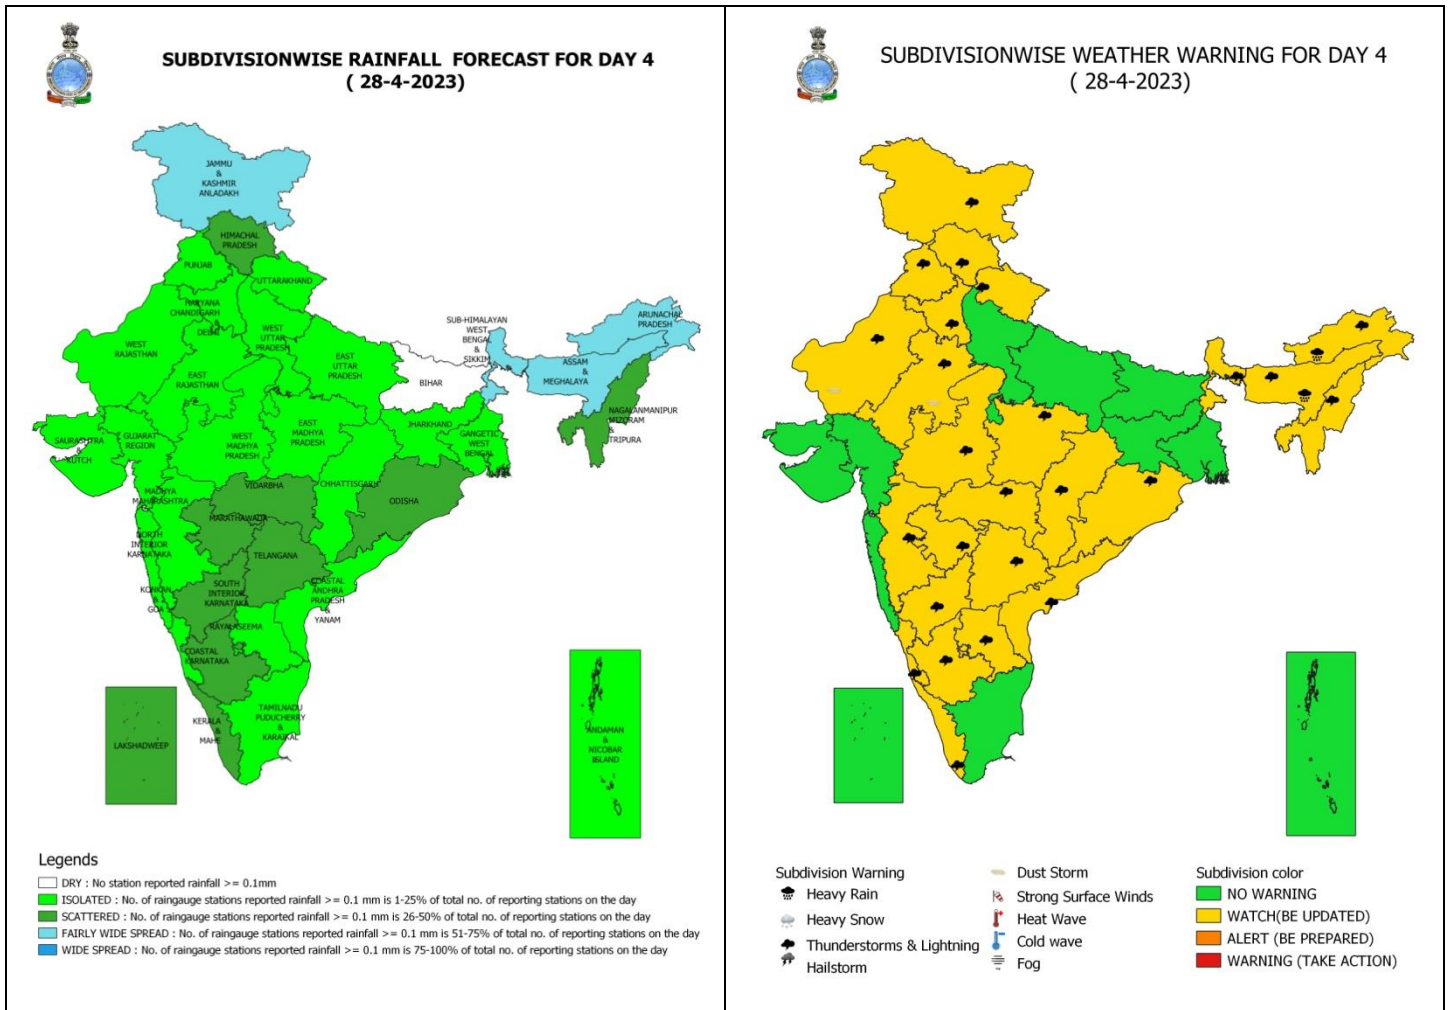 SUBDIVISIONWISE RAINFALL FORECAST FOR DAY 4
( 28-4-2023)
JAMMU
&
KASHMIR
ANLADAKH
HIMACHAL
PRADESH
PUNJAB
UTTARAKHAND
HARYANA
CHANDIGARH
&
DELHI
WEST
UTTAR
PRADESH
WEST
RAJASTHAN
EAST
RAJASTHAN
EAST
UTTAR
PRADESH
BIHAR
SUB-HIMALAYAN
WEST
BENGAL
&
SIKKIM
ARUNACHAL
PRADESH
ASSAM
&
MEGHALAYA
NAGALANMANIPUR
MIZORAM
&
TRIPURA
SAURASHTRA
&
KUTCH
GUJARAT
REGION
WEST
MADHYA
PRADESH
EAST
MADHYA
PRADESH
JHARKHAND
GANGETIC
WEST
BENGAL
MADHYA
MAHARASHTRA
VIDARBHA
CHHATTISGARH
ODISHA
MARATHAWADA
NORTH
INTERIOR
KARNATAKA
TELANGANA
KONKAN
&
GOA
SOUTH
INTERIOR
KARNATAKA
COASTAL
ANDHRA
PRADESH
&
YANAM
RAYALASEEMA
COASTAL
KARNATAKA
KERALA
&
MAHE
TAMILNADU
PUDUCHERRY
&
KARAIKAL
LAKSHADWEEP
ANDAMAN
&
NICOBAR
ISLAND
Legends
DRY : No station reported rainfall >= 0.1mm
ISOLATED : No. of raingauge stations reported rainfall >= 0.1 mm is 1-25% of total no. of reporting stations on the day
SCATTERED : No. of raingauge stations reported rainfall >= 0.1 mm is 26-50% of total no. of reporting stations on the day
FAIRLY WIDE SPREAD : No. of raingauge stations reported rainfall >= 0.1 mm is 51-75% of total no. of reporting stations on the day
WIDE SPREAD : No. of raingauge stations reported rainfall >= 0.1 mm is 75-100% of total no. of reporting stations on the day
SUBDIVISIONWISE WEATHER WARNING FOR DAY 4
( 28-4-2023)
Subdivision Warning
Heavy Rain
Heavy Snow
Thunderstorms & Lightning
Hailstorm
Dust Storm
Strong Surface Winds
Heat Wave
Cold wave
Fog
Subdivision color
NO WARNING
WATCH(BE UPDATED)
ALERT (BE PREPARED)
WARNING (TAKE ACTION)